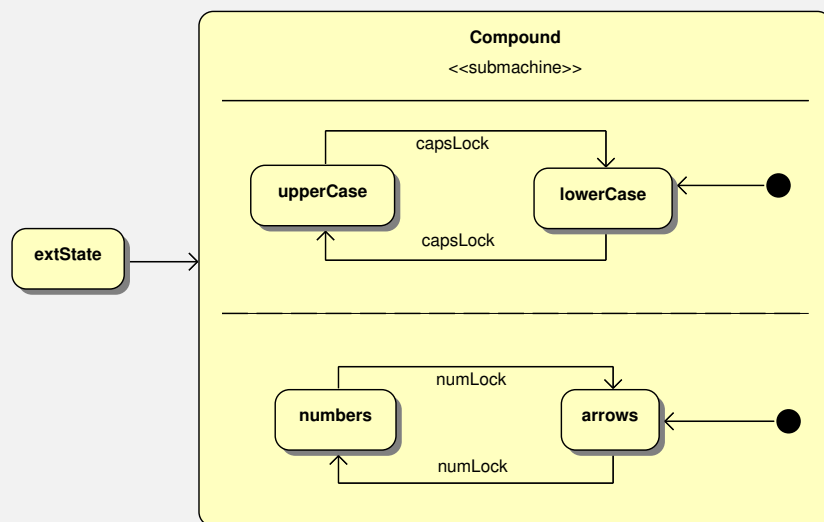 Compound
<<submachine>>
capsLock
upperCase
lowerCase
capsLock
extState
numLock
numbers
arrows
numLock